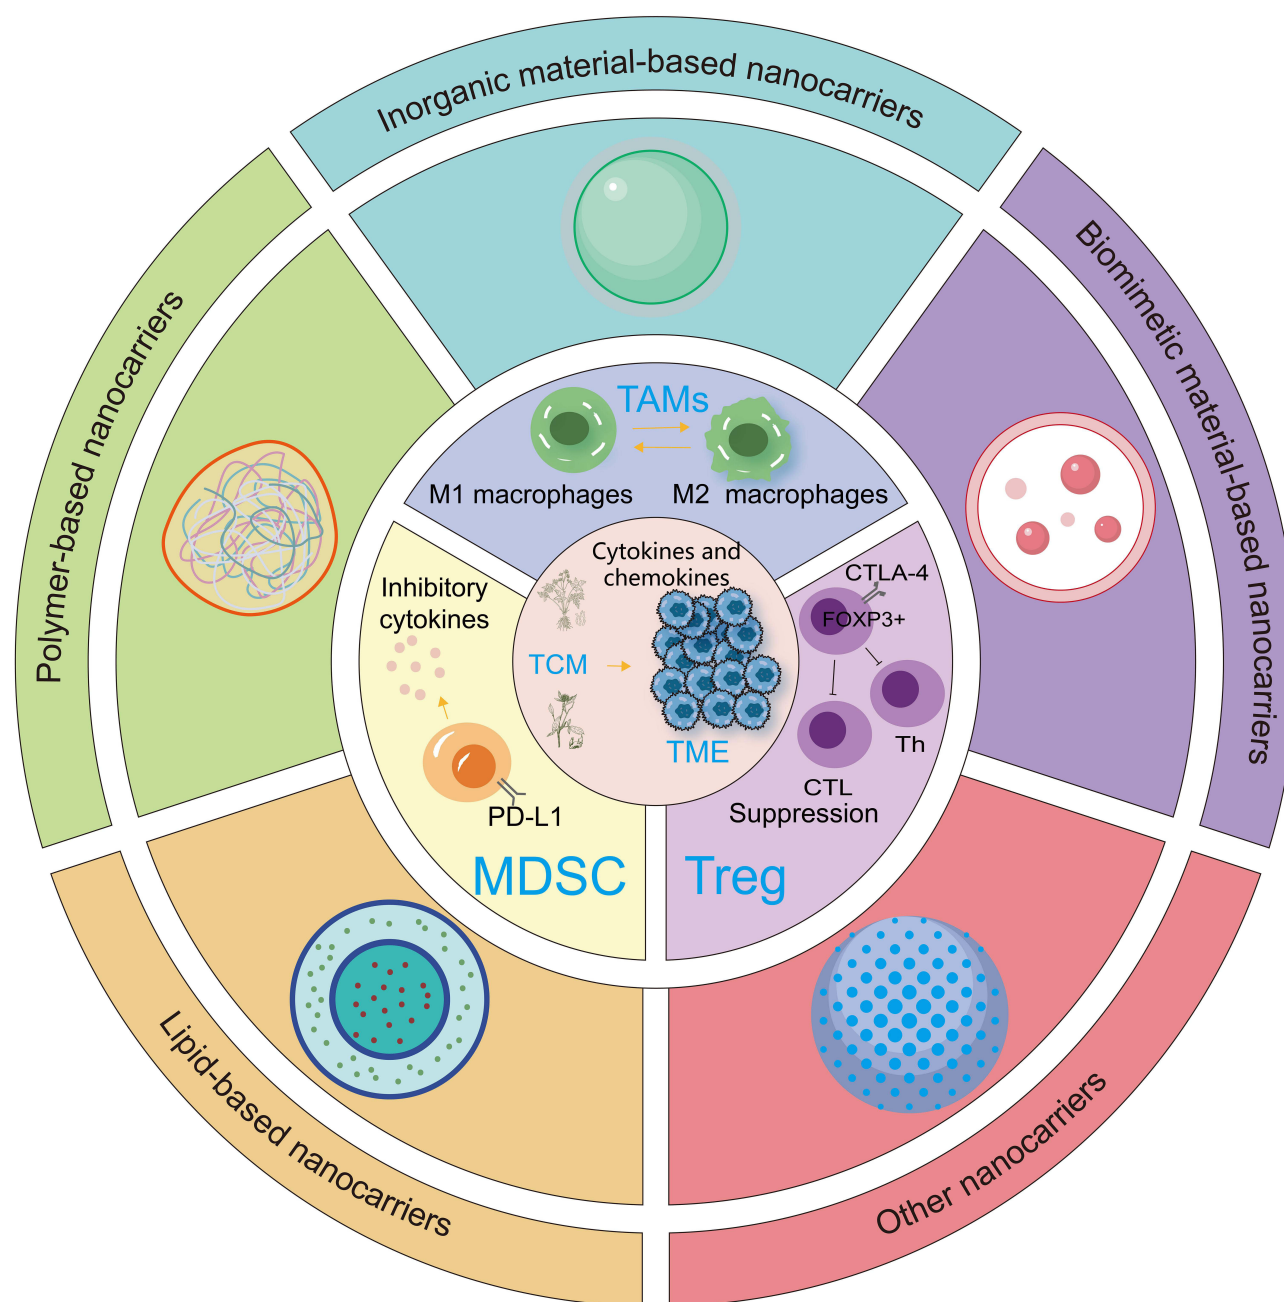 Inorganic material-based nanocarriers
Biomimetic material-based nanocarriers
Polymer-based nanocarriers
Lipid-based nanocarriers
Other nanocarriers
TAMs
M1 macrophages
M2 macrophages
Cytokines and
chemokines
TCM
TME
Inhibitory
cytokines
PD-L1
MDSC
CTLA-4
FOXP3+
Th
CTL
Suppression
Treg